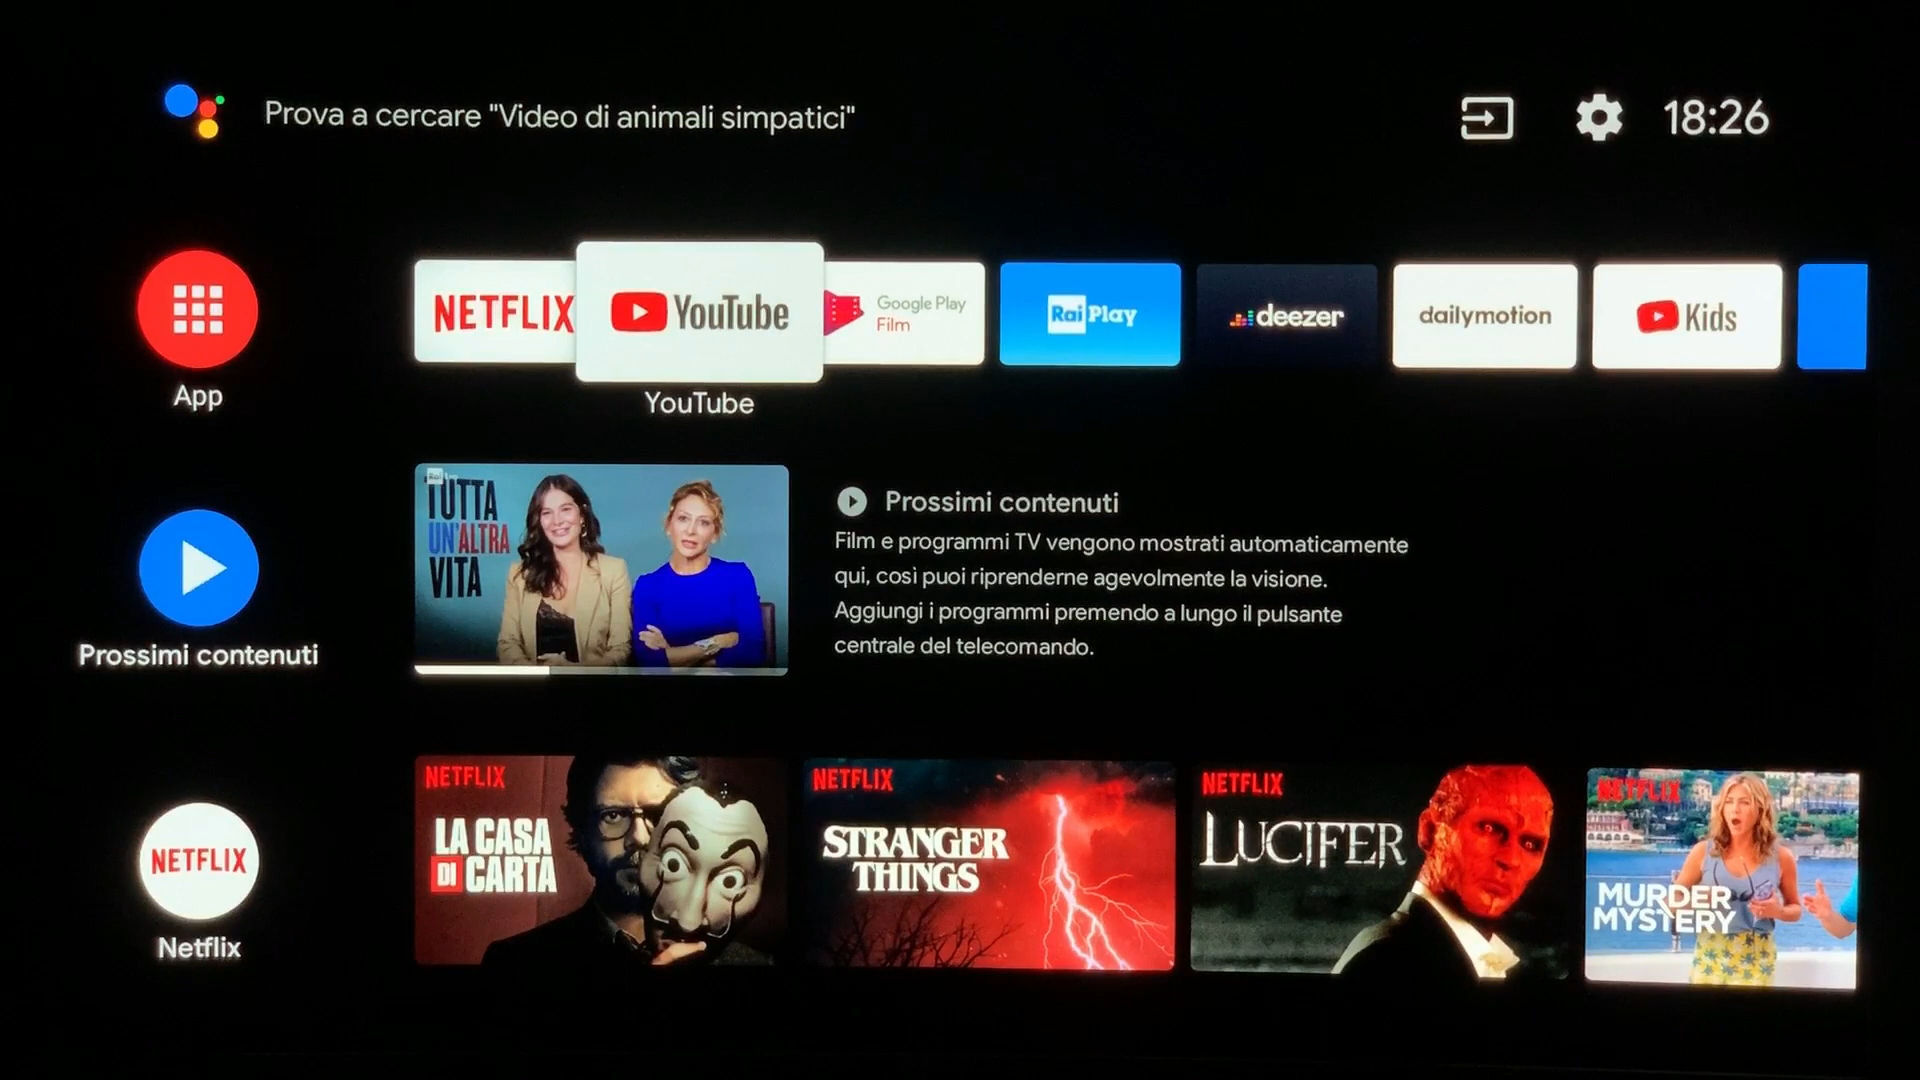 Prova a cercare "Video di animali simpatici"
18:26
NETFLIX
YouTube
Google Play
Film
Rai Play
deezer
dailymotion
Kids
App
YouTube
Rai
TUTTA
UN'ALTRA
VITA
Prossimi contenuti
Film e programmi TV vengono mostrati automaticamente
qui, così puoi riprenderne agevolmente la visione.
Aggiungi i programmi premendo a lungo il pulsante
centrale del telecomando.
Prossimi contenuti
NETFLIX
LA CASA
DI CARTA
NETFLIX
STRANGER
THINGS
NETFLIX
LUCIFER
NETFLIX
MURDER
MYSTERY
NETFLIX
Netflix